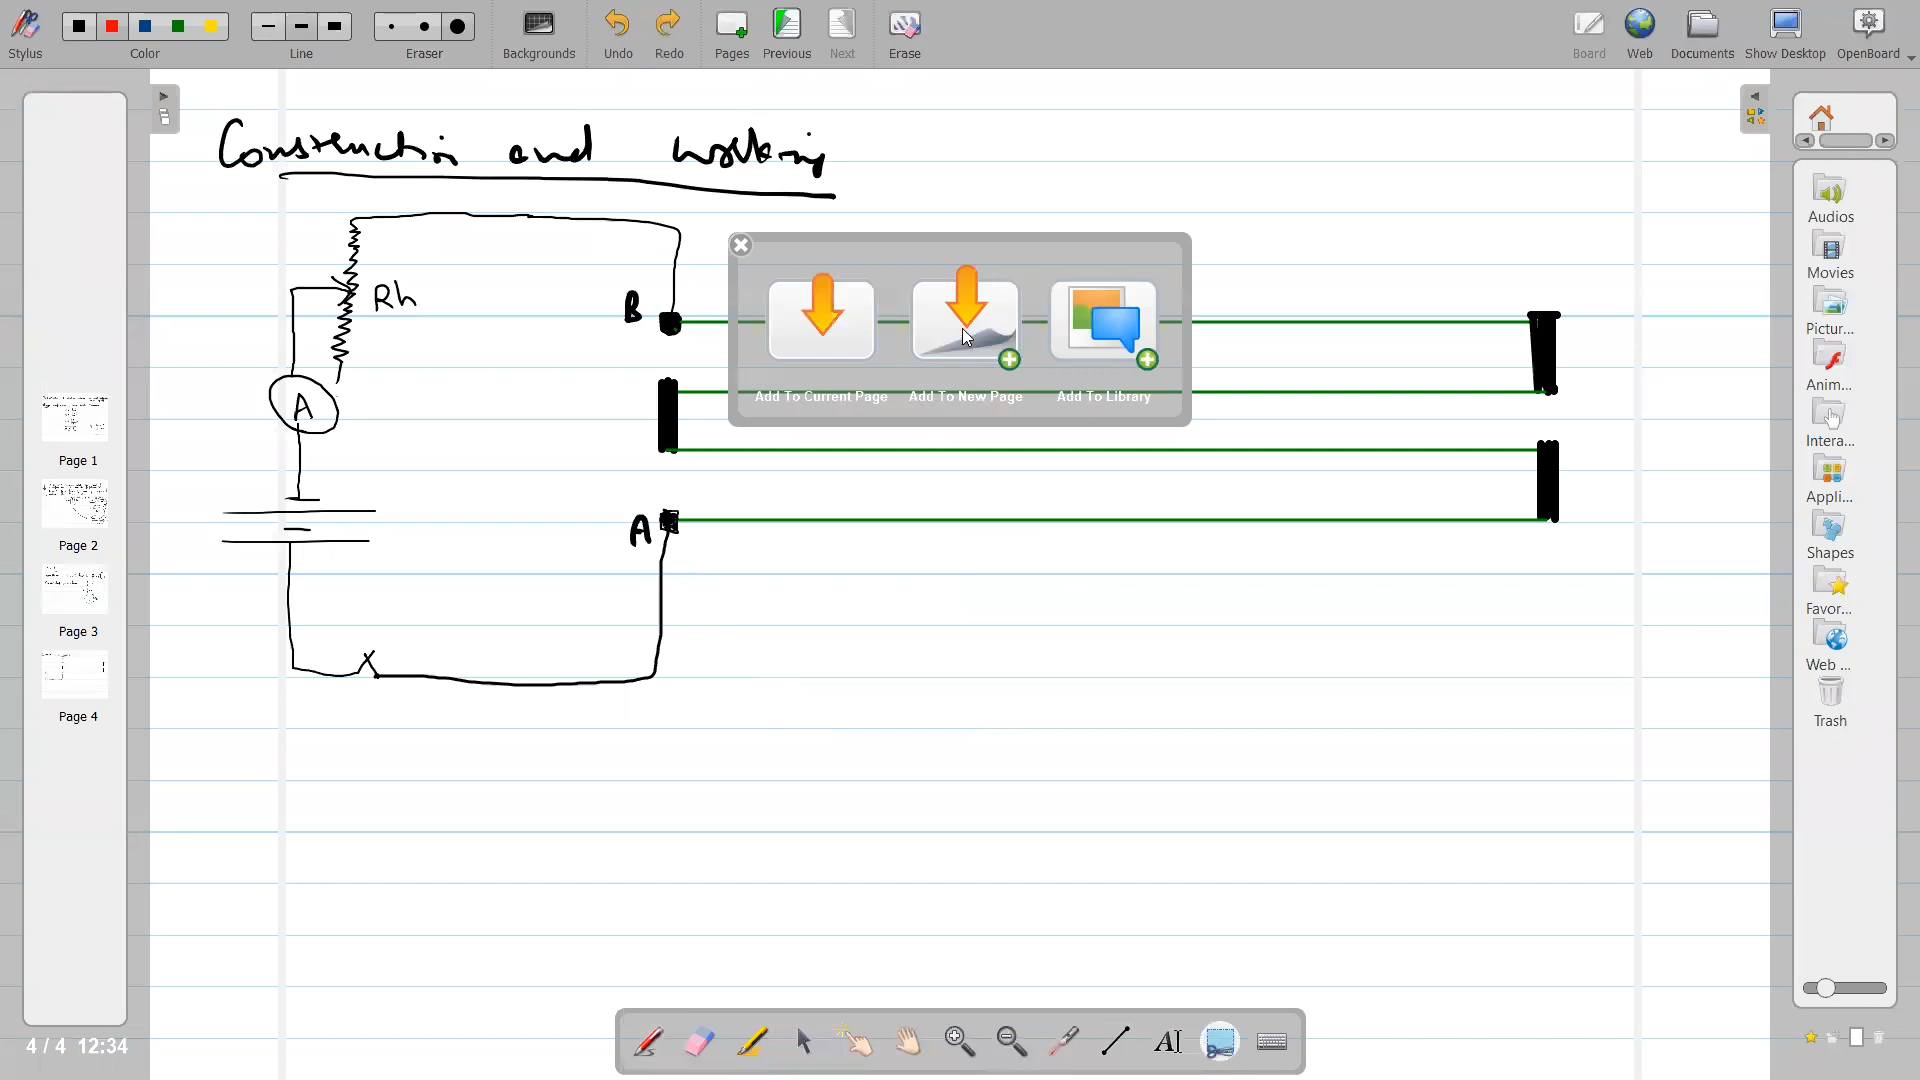 Stylus
Color
Line
Eraser
Backgrounds
Undo
Redo
Pages
Previous
Next
Erase
Board
Web
Documents
Show Desktop
OpenBoard
Construction and working
Rh
B
A
A
Add To Current Page
Add To New Page
Add To Library
Page 1
Page 2
Page 3
Page 4
4 / 4 12:34
Audios
Movies
Pictur...
Anim...
Intera...
Appli...
Shapes
Favor...
Web ...
Trash
AI